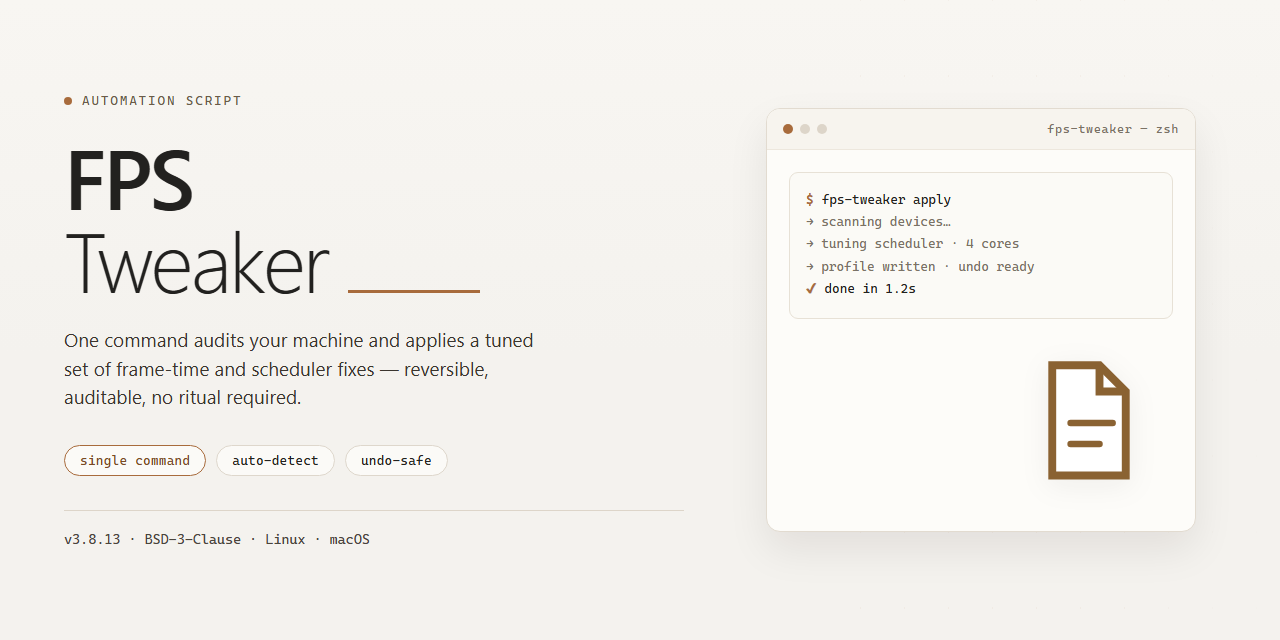 AUTOMATION SCRIPT
FPS
Tweaker
One command audits your machine and applies a tuned
set of frame-time and scheduler fixes — reversible,
auditable, no ritual required.
single command
auto-detect
undo-safe
v3.8.13 · BSD-3-Clause · Linux · macOS
fps-tweaker — zsh
$ fps-tweaker apply
→ scanning devices…
→ tuning scheduler · 4 cores
→ profile written · undo ready
✔ done in 1.2s